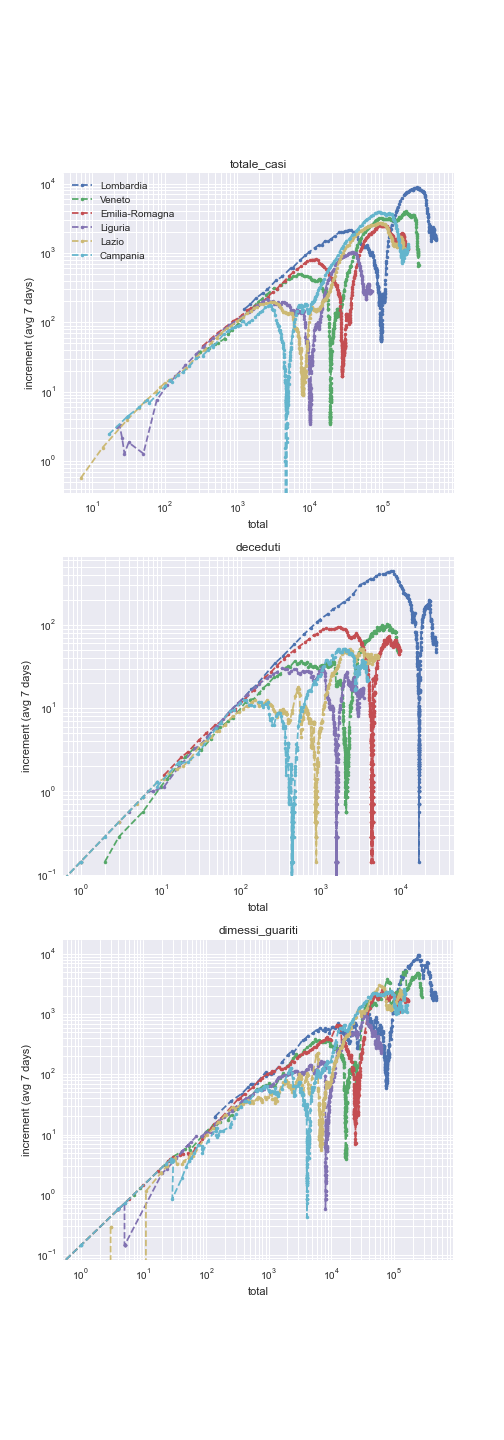 totale_casi
10⁴
10³
10²
10¹
10⁰
increment (avg 7 days)
Lombardia
Veneto
Emilia-Romagna
Liguria
Lazio
Campania
10¹ 10² 10³ 10⁴ 10⁵
total
deceduti
10²
10¹
10⁰
10⁻¹
increment (avg 7 days)
10⁰ 10¹ 10² 10³ 10⁴
total
dimessi_guariti
10⁴
10³
10²
10¹
10⁰
10⁻¹
increment (avg 7 days)
10⁰ 10¹ 10² 10³ 10⁴ 10⁵
total